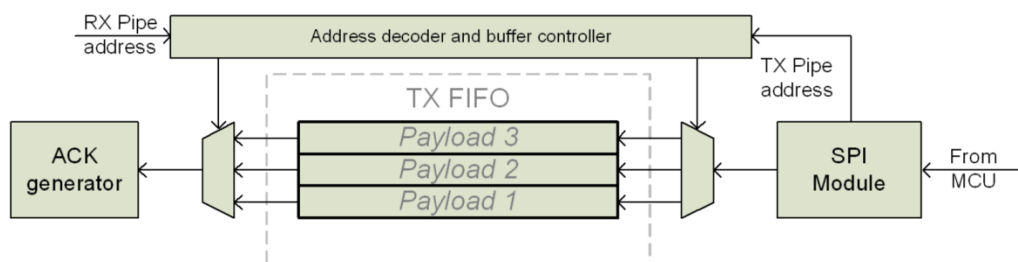 RX Pipe
address
Address decoder and buffer controller
TX Pipe
address
TX FIFO
Payload 3
Payload 2
Payload 1
ACK
generator
SPI
Module
From
MCU